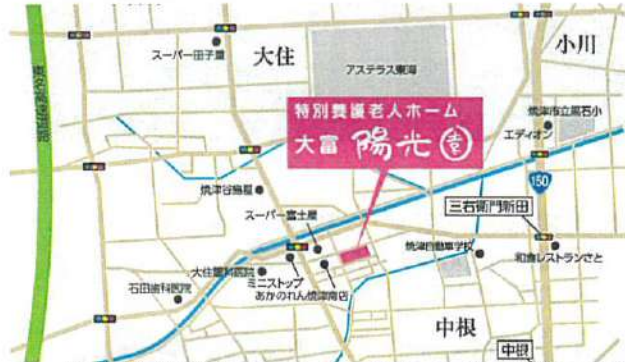 大住
小川
スーパー田子重
アステラス東海
特別養護老人ホーム
大富 陽光園
焼津市立黒石小
エディオン
焼津谷島屋
150
スーパー富士屋
三右衛門新田
焼津自動車学校
和食レストランさと
大住歯科医院
ミニストップ
あかのれん焼津南店
石田歯科医院
中根
中根